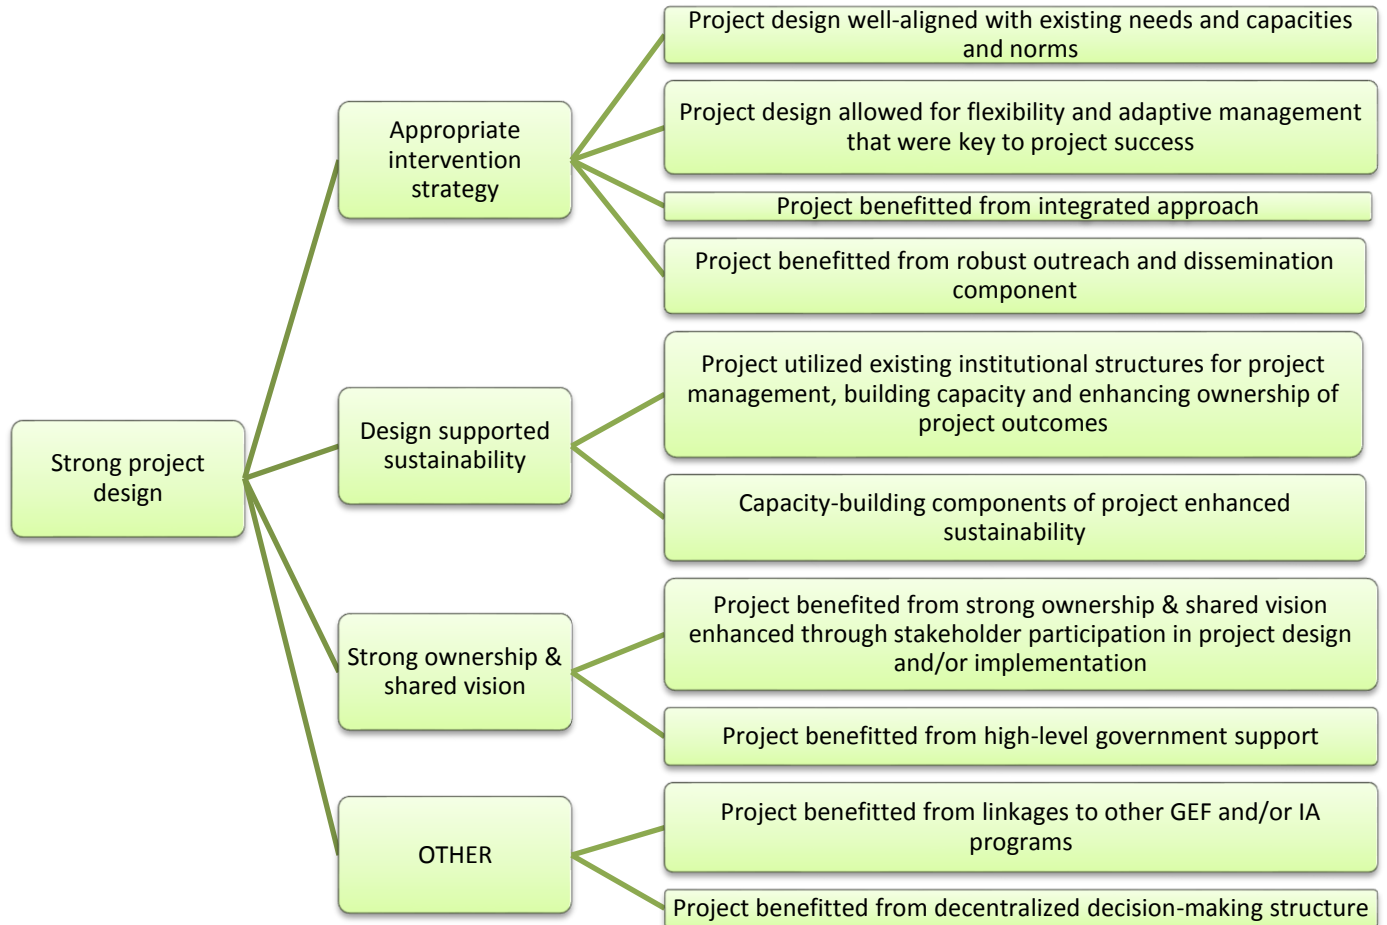 Strong project
design
Appropriate
intervention
strategy
Project design well-aligned with existing needs and capacities
and norms
Project design allowed for flexibility and adaptive management
that were key to project success
Project benefitted from integrated approach
Project benefitted from robust outreach and dissemination
component
Design supported
sustainability
Project utilized existing institutional structures for project
management, building capacity and enhancing ownership of
project outcomes
Capacity-building components of project enhanced
sustainability
Strong ownership &
shared vision
Project benefited from strong ownership & shared vision
enhanced through stakeholder participation in project design
and/or implementation
Project benefitted from high-level government support
OTHER
Project benefitted from linkages to other GEF and/or IA
programs
Project benefitted from decentralized decision-making structure